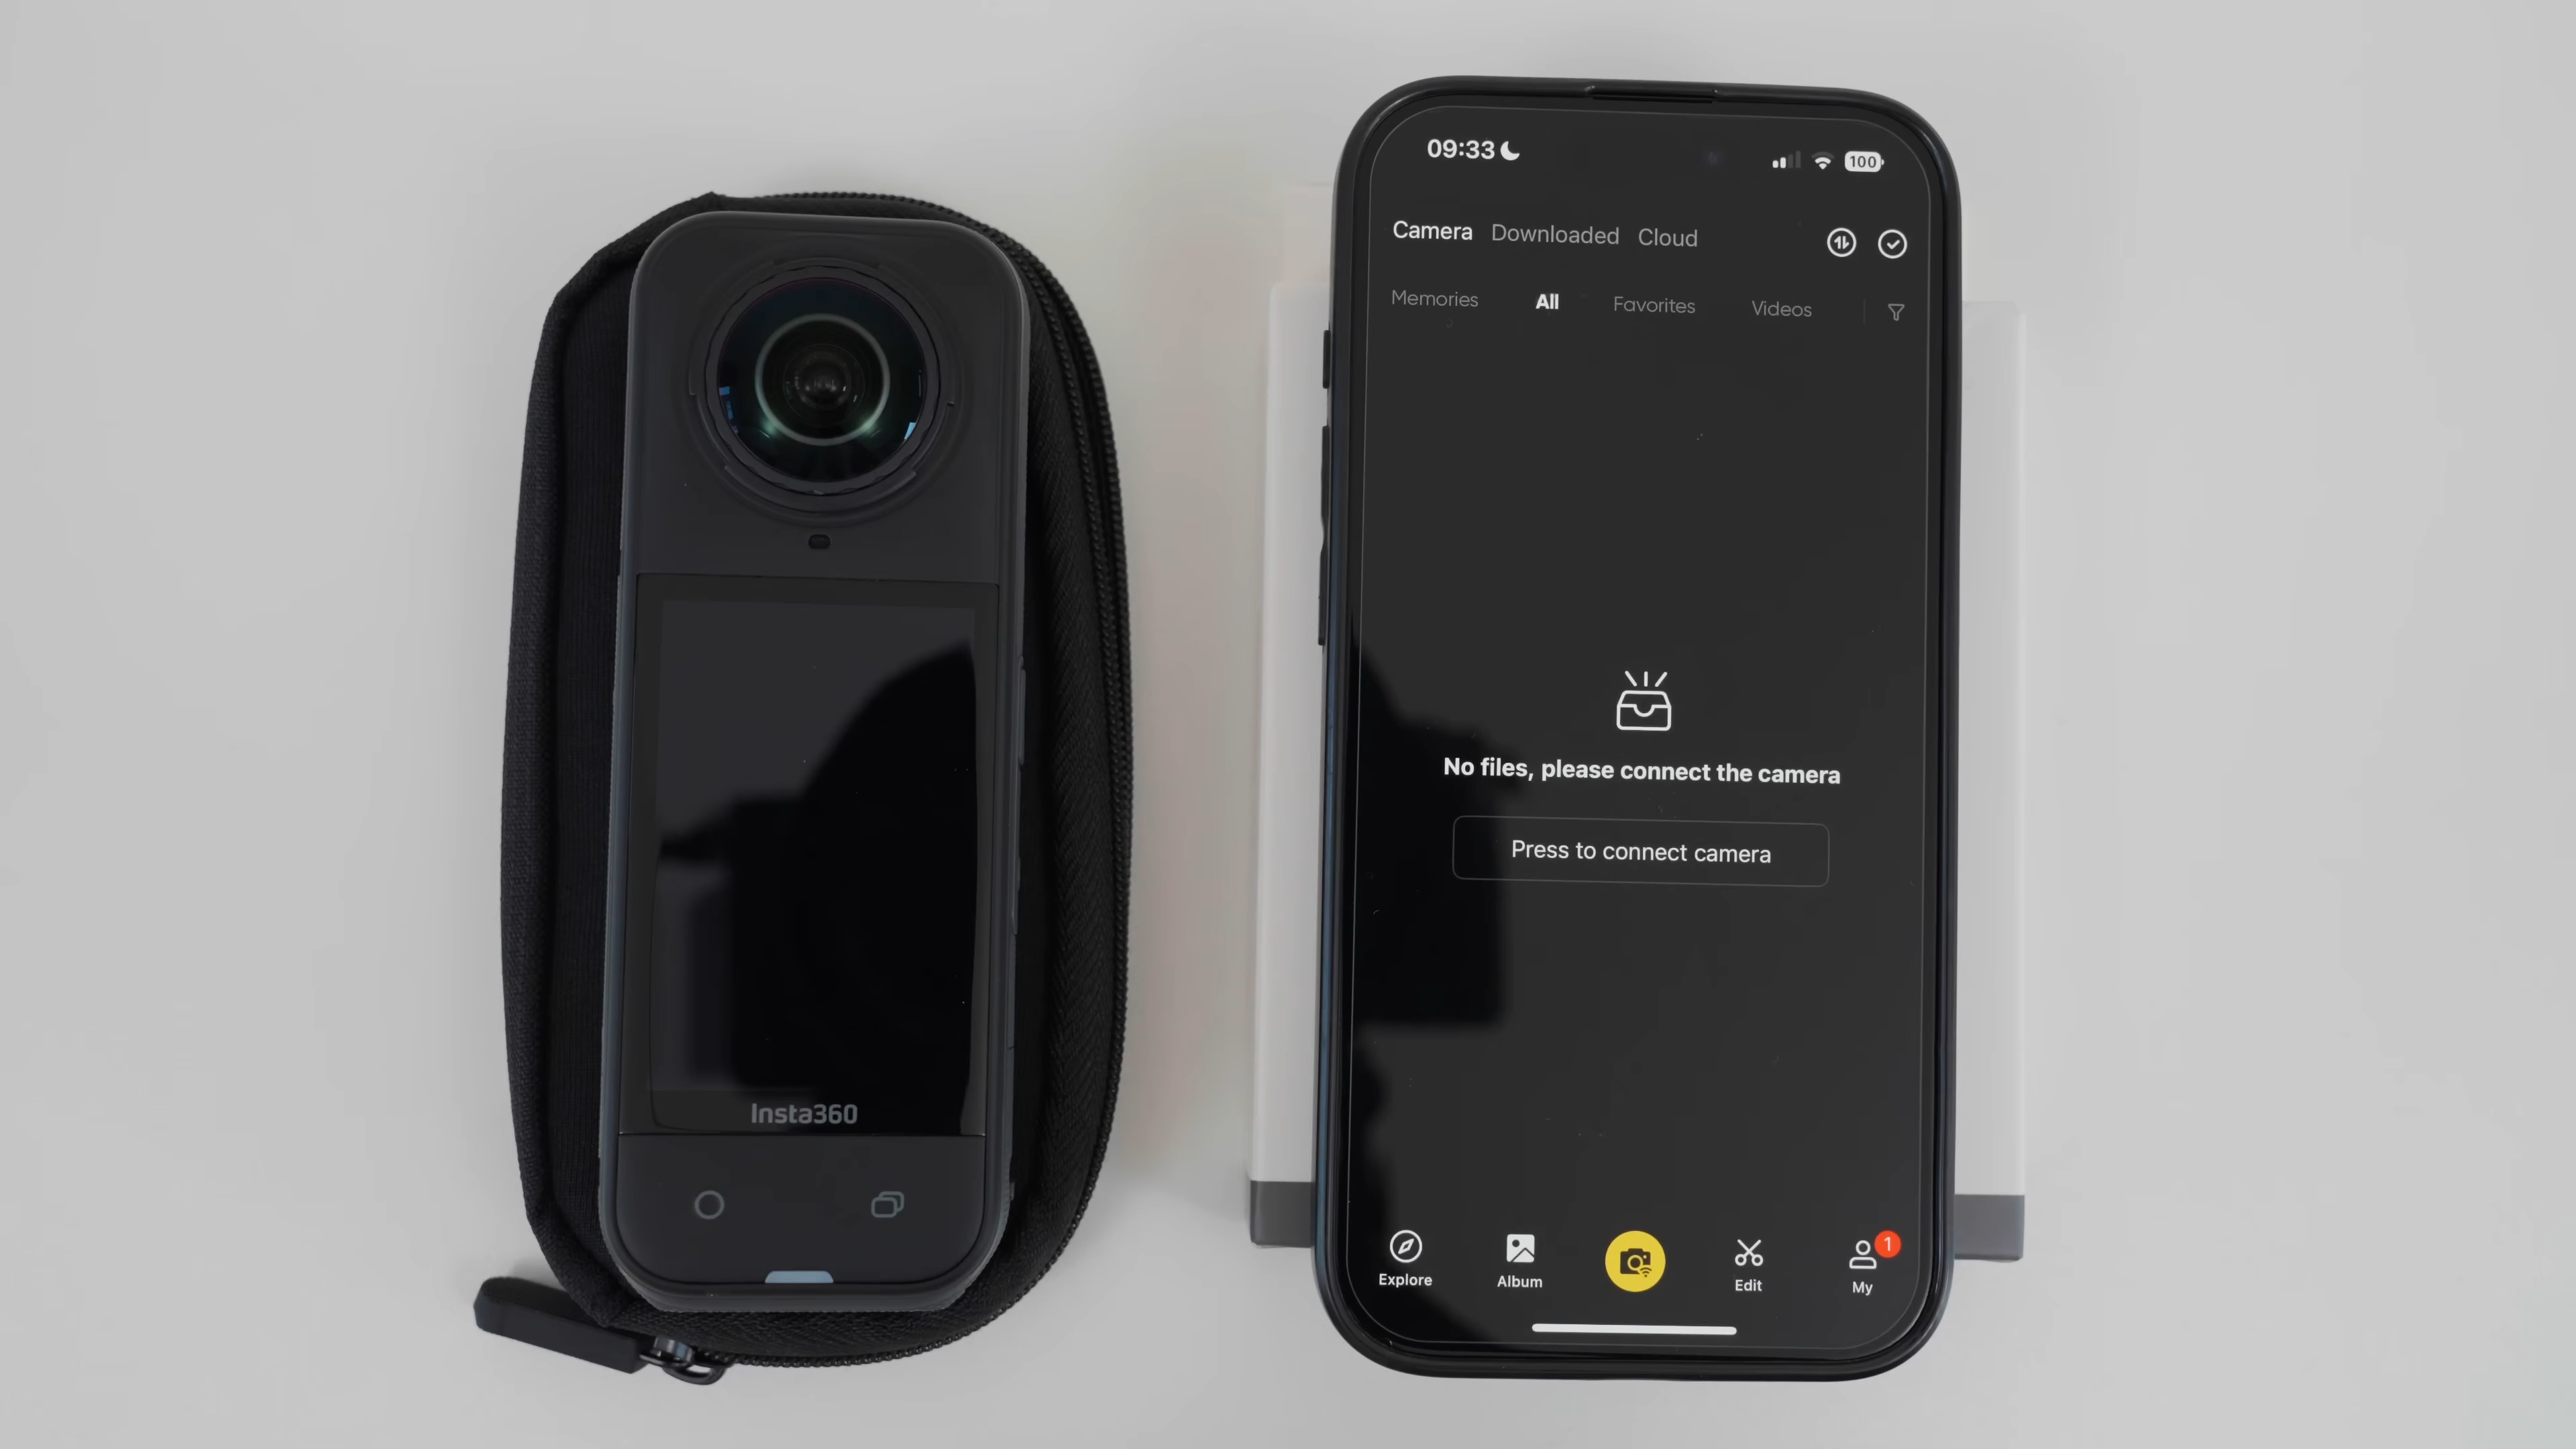 Insta360
09:33
100
Camera Downloaded Cloud
Memories All Favorites Videos
No files, please connect the camera
Press to connect camera
Explore Album Edit My
1